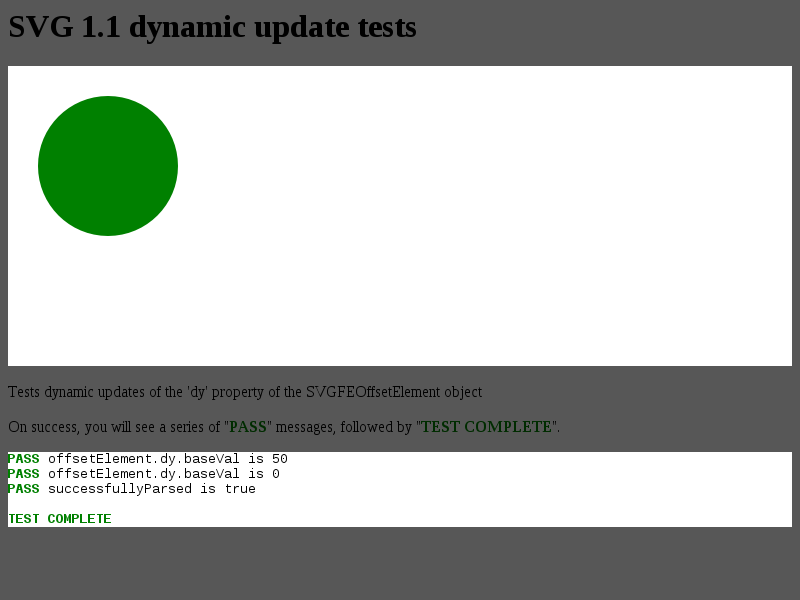 SVG 1.1 dynamic update tests
Tests dynamic updates of the 'dy' property of the SVGFEOffsetElement object
On success, you will see a series of "PASS" messages, followed by "TEST COMPLETE".
PASS offsetElement.dy.baseVal is 50
PASS offsetElement.dy.baseVal is 0
PASS successfullyParsed is true
TEST COMPLETE